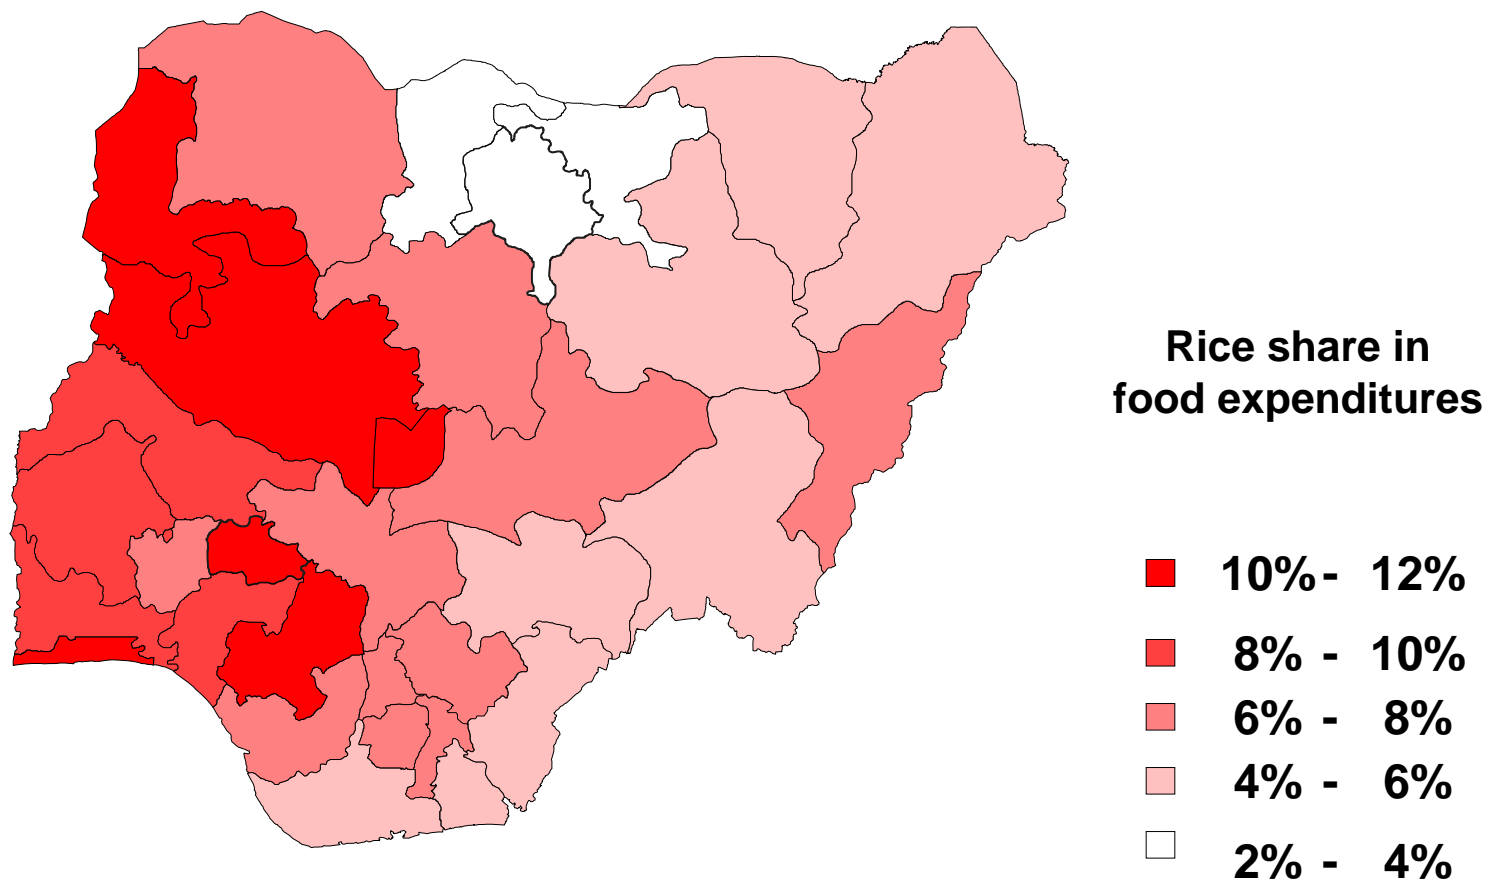 Rice share in
food expenditures
10% - 12%
8% - 10%
6% - 8%
4% - 6%
2% - 4%